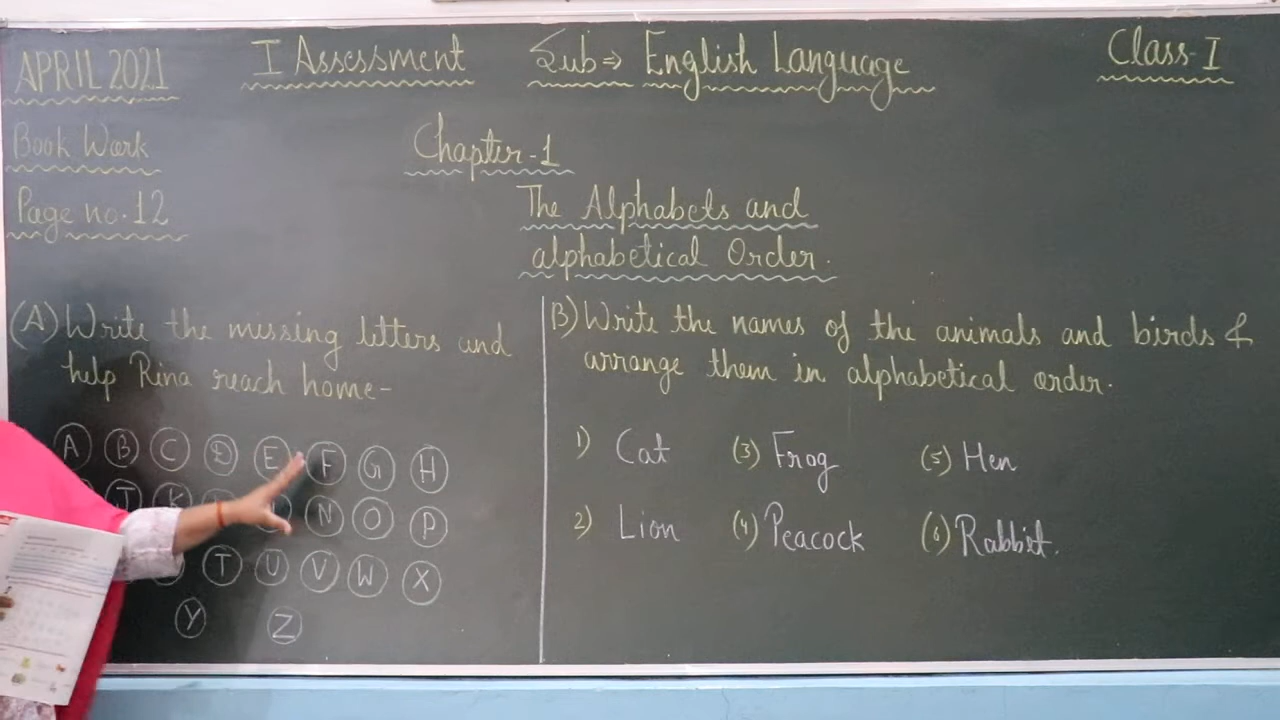 APRIL 2021 I Assessment Sub⇒ English Language Class-I
Book Work
Chapter-1
Page no. 12
The Alphabets and
alphabetical Order.
(A) Write the missing letters and
help Rina reach home-
A B C D E F G H
J K N O P
T U V W X
Y Z
B) Write the names of the animals and birds &
arrange them in alphabetical order.
1) Cat (3) Frog (5) Hen
2) Lion (4) Peacock (6) Rabbit.